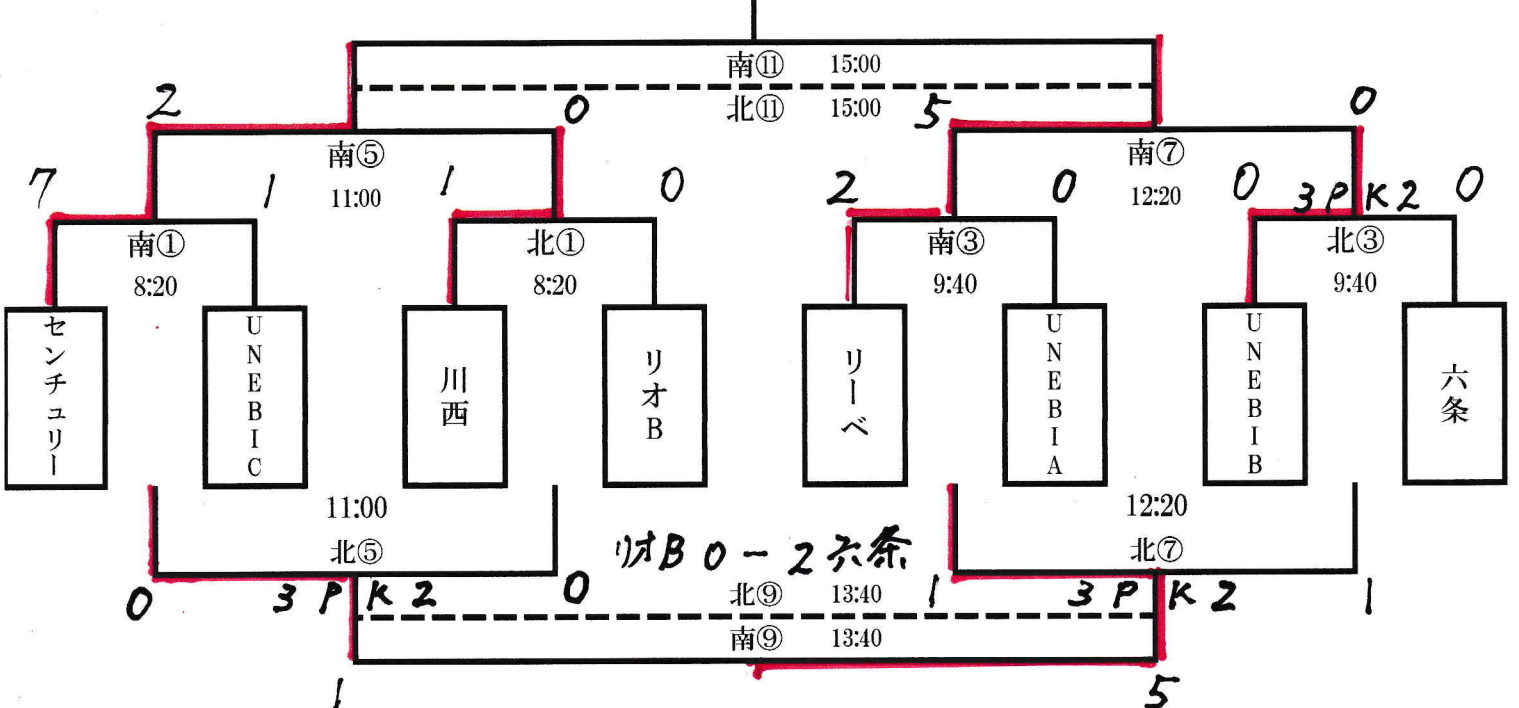 南⑪ 15:00
2 0 北⑪ 15:00 5 0
南⑤ 南⑦
7 1 11:00 1 0 2 0 12:20 0 3PK2 0
南① 北① 南③ 北③
8:20 8:20 9:40 9:40
センチュリー
UNEBIC
川西
リオB
リーベ
UNEBIA
UNEBIB
六条
11:00 12:20
北⑤ リオB 0-2 六条 北⑦
0 3PK2 0 北⑨ 13:40 1 3PK2 1
南⑨ 13:40
1 5